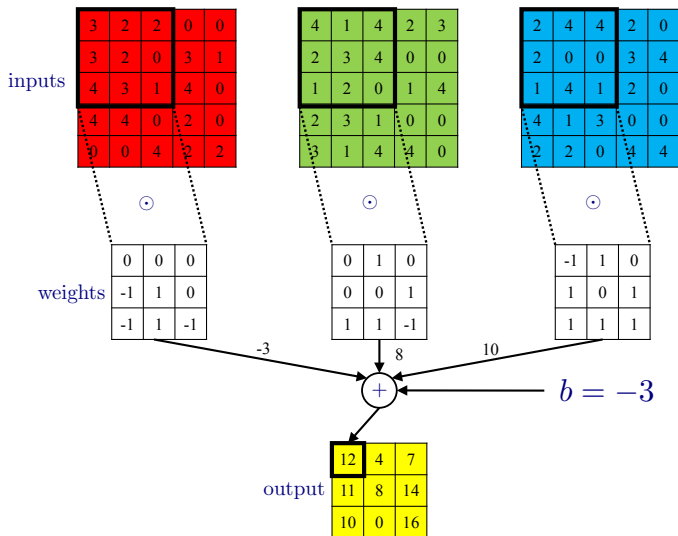 3 2 2 0 0 4 1 4 2 3 2 4 4 2 0
3 2 0 3 1 2 3 4 0 0 2 0 0 3 4
inputs 4 3 1 4 0 1 2 0 1 4 1 4 1 2 0
4 4 0 2 0 2 3 1 0 0 4 1 3 0 0
0 0 4 2 2 3 1 4 4 0 2 2 0 4 4
⊙ ⊙ ⊙
0 0 0 0 1 0 -1 1 0
weights -1 1 0 0 0 1 1 0 1
-1 1 -1 1 1 -1 1 1 1
-3 8 10
+ b = −3
12 4 7
output 11 8 14
10 0 16